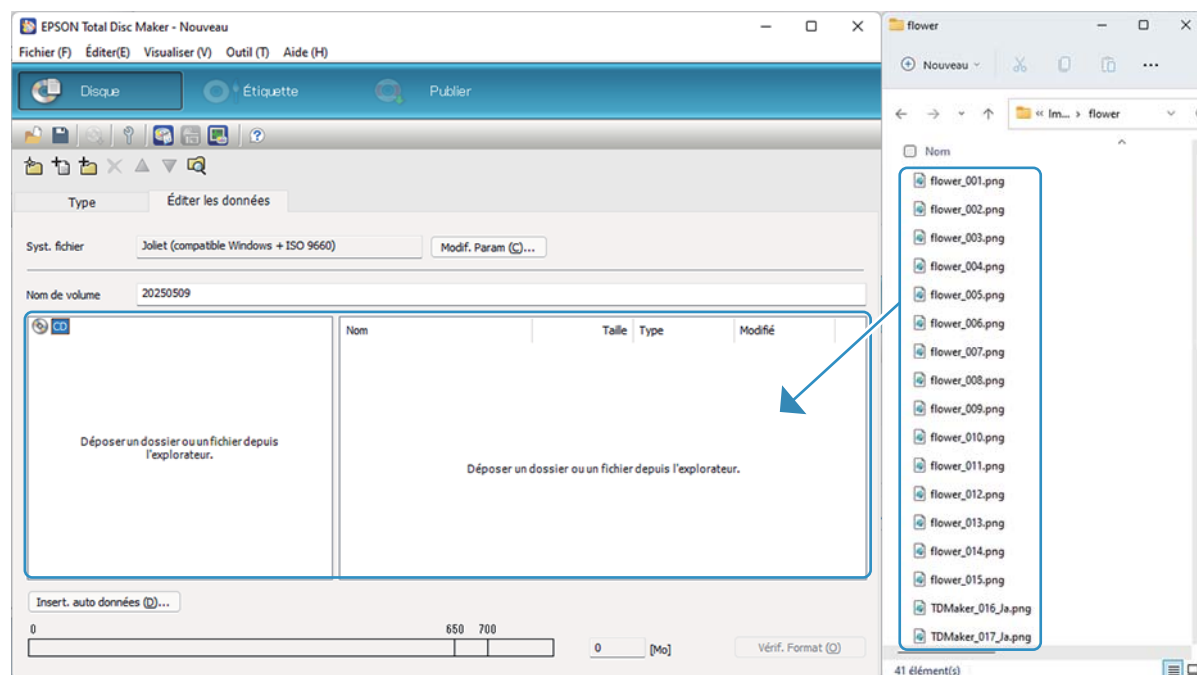 EPSON Total Disc Maker - Nouveau
Fichier (F) Éditer(E) Visualiser (V) Outil (T) Aide (H)
Disque Étiquette Publier
Type Éditer les données
Syst. fichier Joliet (compatible Windows + ISO 9660) Modif. Param (C)...
Nom de volume 20250509
CD
Nom Taille Type Modifié
Déposer un dossier ou un fichier depuis
l'explorateur.
Déposer un dossier ou un fichier depuis l'explorateur.
Insert. auto données (D)...
0 650 700
0 [Mo] Vérif. Format (O)
flower
Nouveau
« Im... › flower
Nom
flower_001.png
flower_002.png
flower_003.png
flower_004.png
flower_005.png
flower_006.png
flower_007.png
flower_008.png
flower_009.png
flower_010.png
flower_011.png
flower_012.png
flower_013.png
flower_014.png
flower_015.png
TDMaker_016_Ja.png
TDMaker_017_Ja.png
41 élément(s)